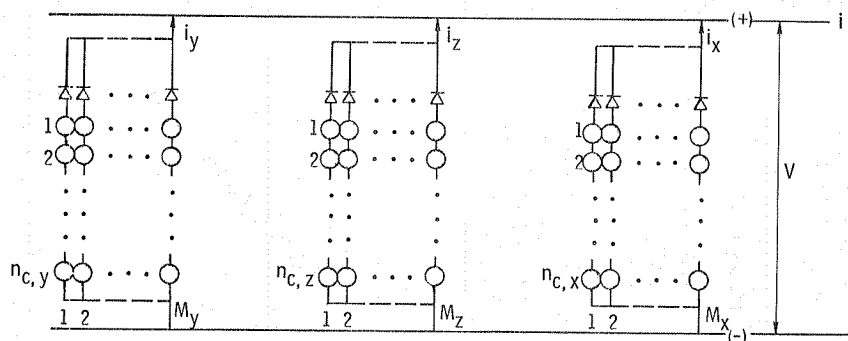 (+) i
i_y i_z i_x
1 1 1
2 2 2
V
n_c,y n_c,z n_c,x
1 2 M_y 1 2 M_z 1 2 M_x
(-)